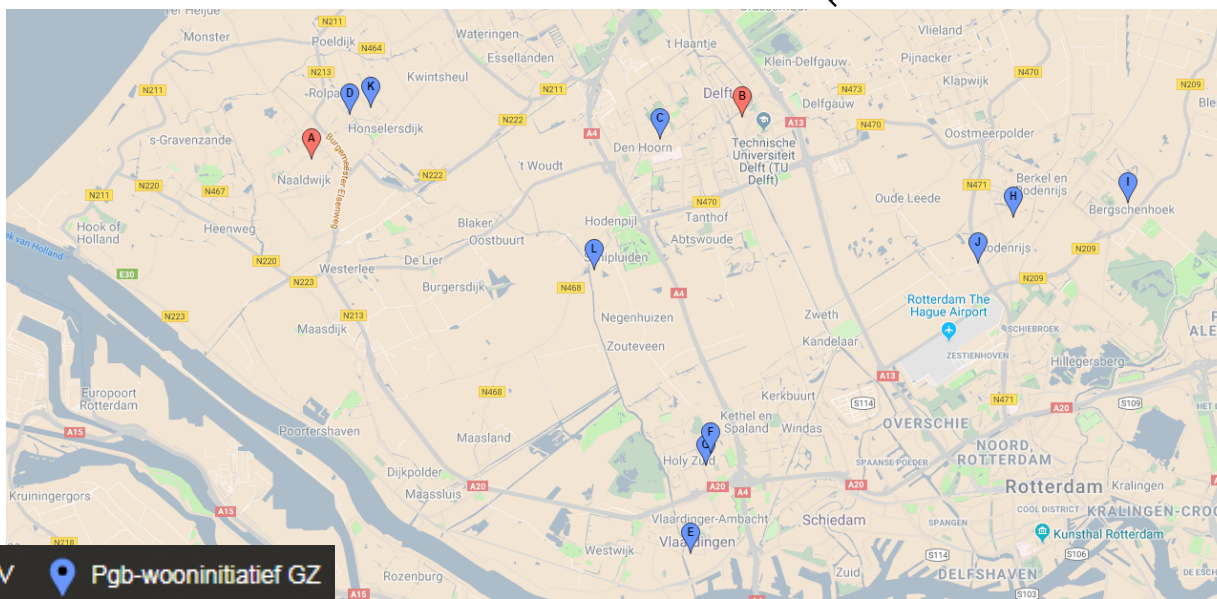 Ter Heijde
N211
Brassemout
Monster
Poeldijk
N464
Wateringen
Essellanden
't Haantje
Vlieland
Klein-Delfgauw
Pijnacker
N213
Rolpa
D
K
Kwintsheul
N211
Delf
B
N473
Klapwijk
N470
N209
N211
Delfgauw
C
A13
N470
s-Gravenzande
A
Honselersdijk
N222
A4
Den Hoorn
Technische
Universiteit
Delft (TU
Delft)
Oostmeerpolder
Naaldwijk
Burgemeester Elsenweg
N222
't Woudt
N220
N467
N211
N470
Oude Leede
N471
Berkel en
Rodenrijs
H
I
Bergschenhoek
Hook of
Holland
Heenweg
Blaker
Oostbuurt
Hodenpijl
Tanthof
Abtswoude
L
Schipluiden
J
Rodenrijs
N209
N220
De Lier
Westerlee
N223
E30
Burgersdijk
N468
A4
N209
Rotterdam The
Hague Airport
N223
N213
Maasdijk
Negenhuizen
Zweth
Kandelaar
SCHIEBROEK
Zouteveen
ZESTIENHOVEN
Hillegersberg
A13
Europoort
Rotterdam
N468
Kerkbuurt
S114
N471
A20
S109
Poortershaven
Maasland
F
Kethel en
Spaland
Windas
OVERSCHIE
A15
G
Holy Zuid
NOORD,
ROTTERDAM
SPAANSE POLDER
Dijkpolder
Maassluis
A20
A20
A4
A20
Rotterdam
Kralingen
Kruiningergors
A15
Vlaardinger-Ambacht
Schiedam
SPANGEN
COOL DISTRICT
KRALINGEN-CROO
E
Vlaardingen
Westwijk
Kunsthal Rotterdam
N218
S114
S106
V
Pgb-wooninitiatief GZ
Rozenburg
A15
Zuid
DELFSHAVEN
S103
DE ESCH